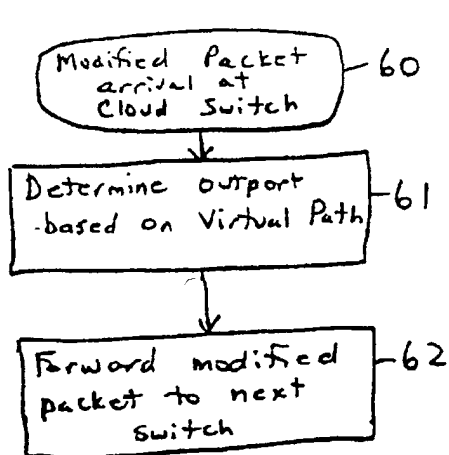 Modified Packet
arrival at
Cloud Switch
60
Determine outport
based on Virtual Path
61
Forward modified
packet to next
switch
62